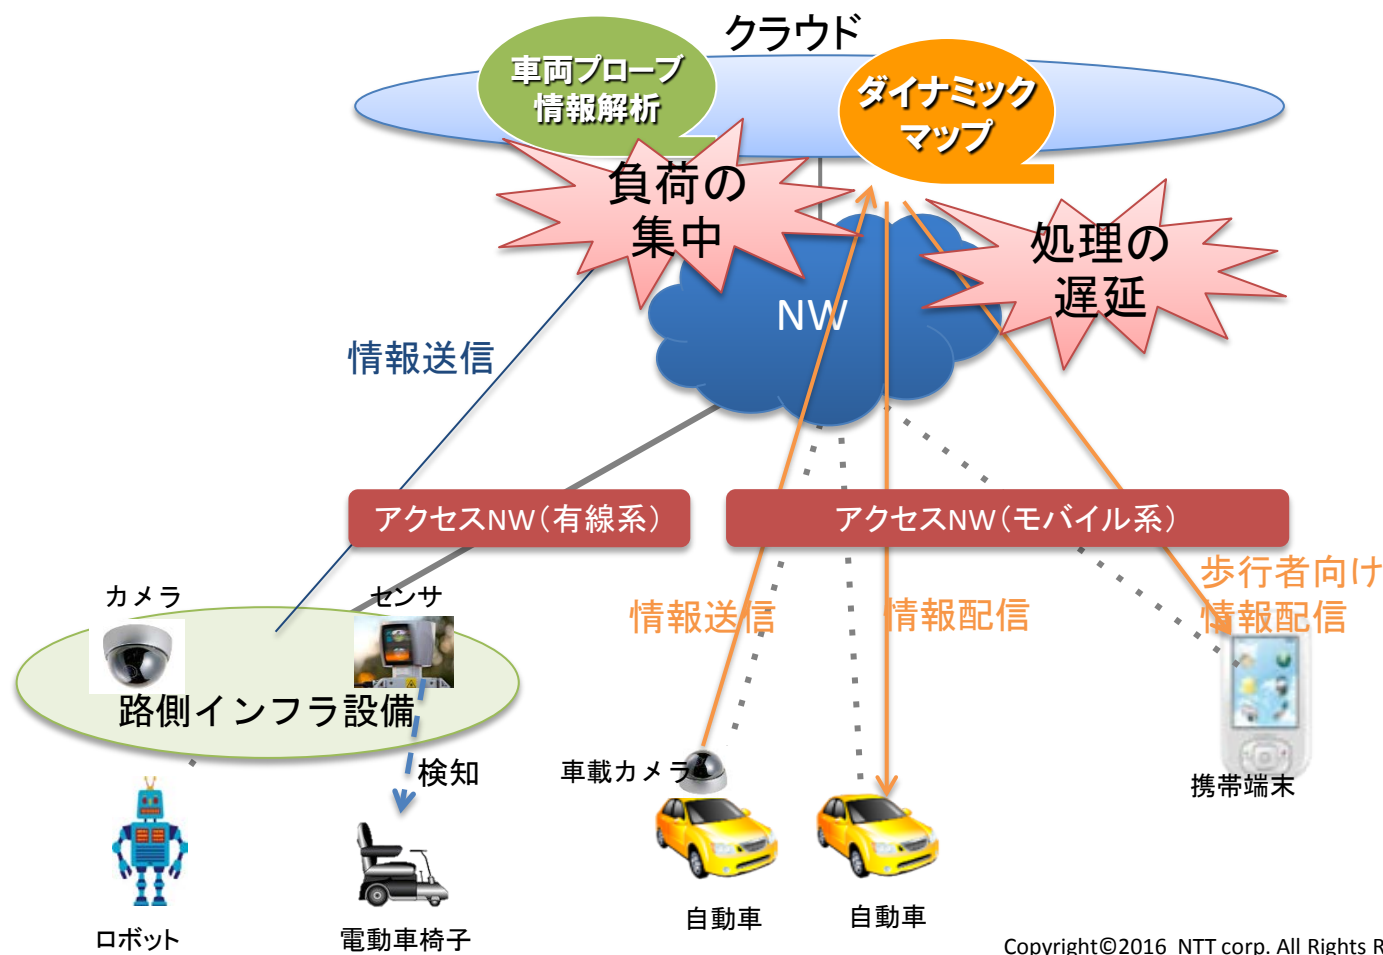 クラウド
車両プローブ
情報解析
ダイナミック
マップ
負荷の
集中
処理の
遅延
NW
情報送信
アクセスNW（有線系）
アクセスNW（モバイル系）
カメラ
センサ
路側インフラ設備
検知
情報送信
情報配信
歩行者向け
情報配信
車載カメラ
携帯端末
ロボット
電動車椅子
自動車
自動車
Copyright©2016 NTT corp. All Rights R